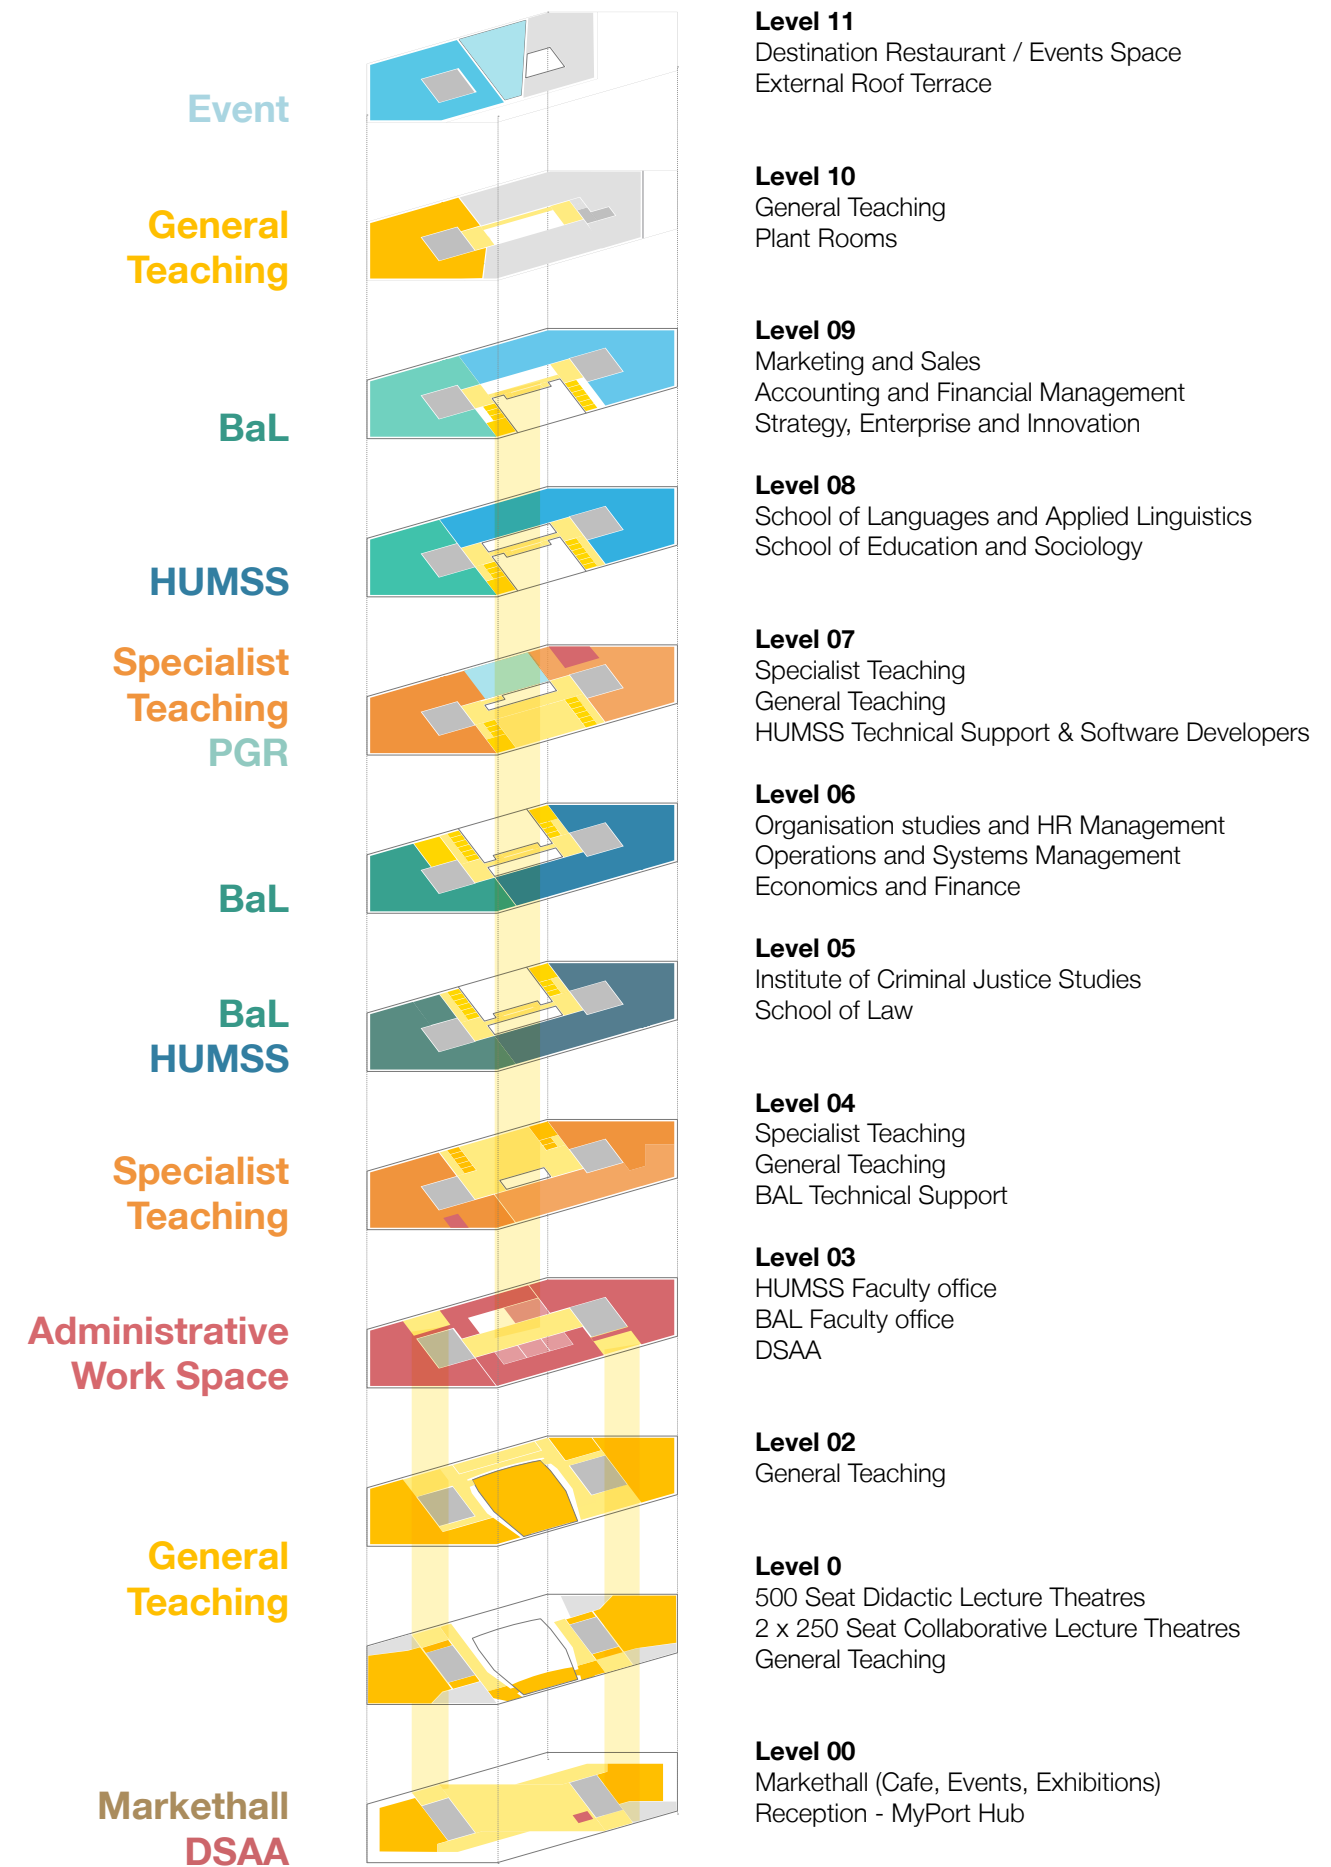 Event
Level 11
Destination Restaurant / Events Space
External Roof Terrace
General
Teaching
Level 10
General Teaching
Plant Rooms
BaL
Level 09
Marketing and Sales
Accounting and Financial Management
Strategy, Enterprise and Innovation
HUMSS
Level 08
School of Languages and Applied Linguistics
School of Education and Sociology
Specialist
Teaching
PGR
Level 07
Specialist Teaching
General Teaching
HUMSS Technical Support & Software Developers
BaL
Level 06
Organisation studies and HR Management
Operations and Systems Management
Economics and Finance
BaL
HUMSS
Level 05
Institute of Criminal Justice Studies
School of Law
Specialist
Teaching
Level 04
Specialist Teaching
General Teaching
BAL Technical Support
Administrative
Work Space
Level 03
HUMSS Faculty office
BAL Faculty office
DSAA
General
Teaching
Level 02
General Teaching
Level 0
500 Seat Didactic Lecture Theatres
2 x 250 Seat Collaborative Lecture Theatres
General Teaching
Markethall
DSAA
Level 00
Markethall (Cafe, Events, Exhibitions)
Reception - MyPort Hub